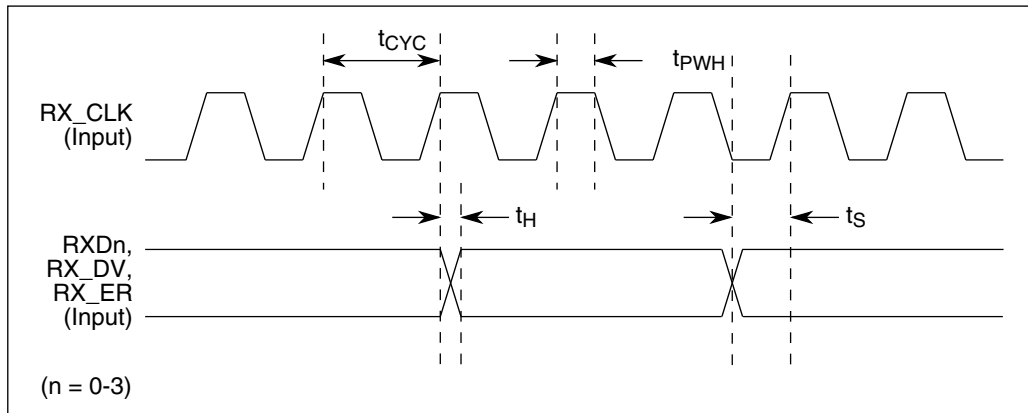 tCYC
tPWH
RX_CLK
(Input)
tH
tS
RXDn,
RX_DV,
RX_ER
(Input)
(n = 0-3)